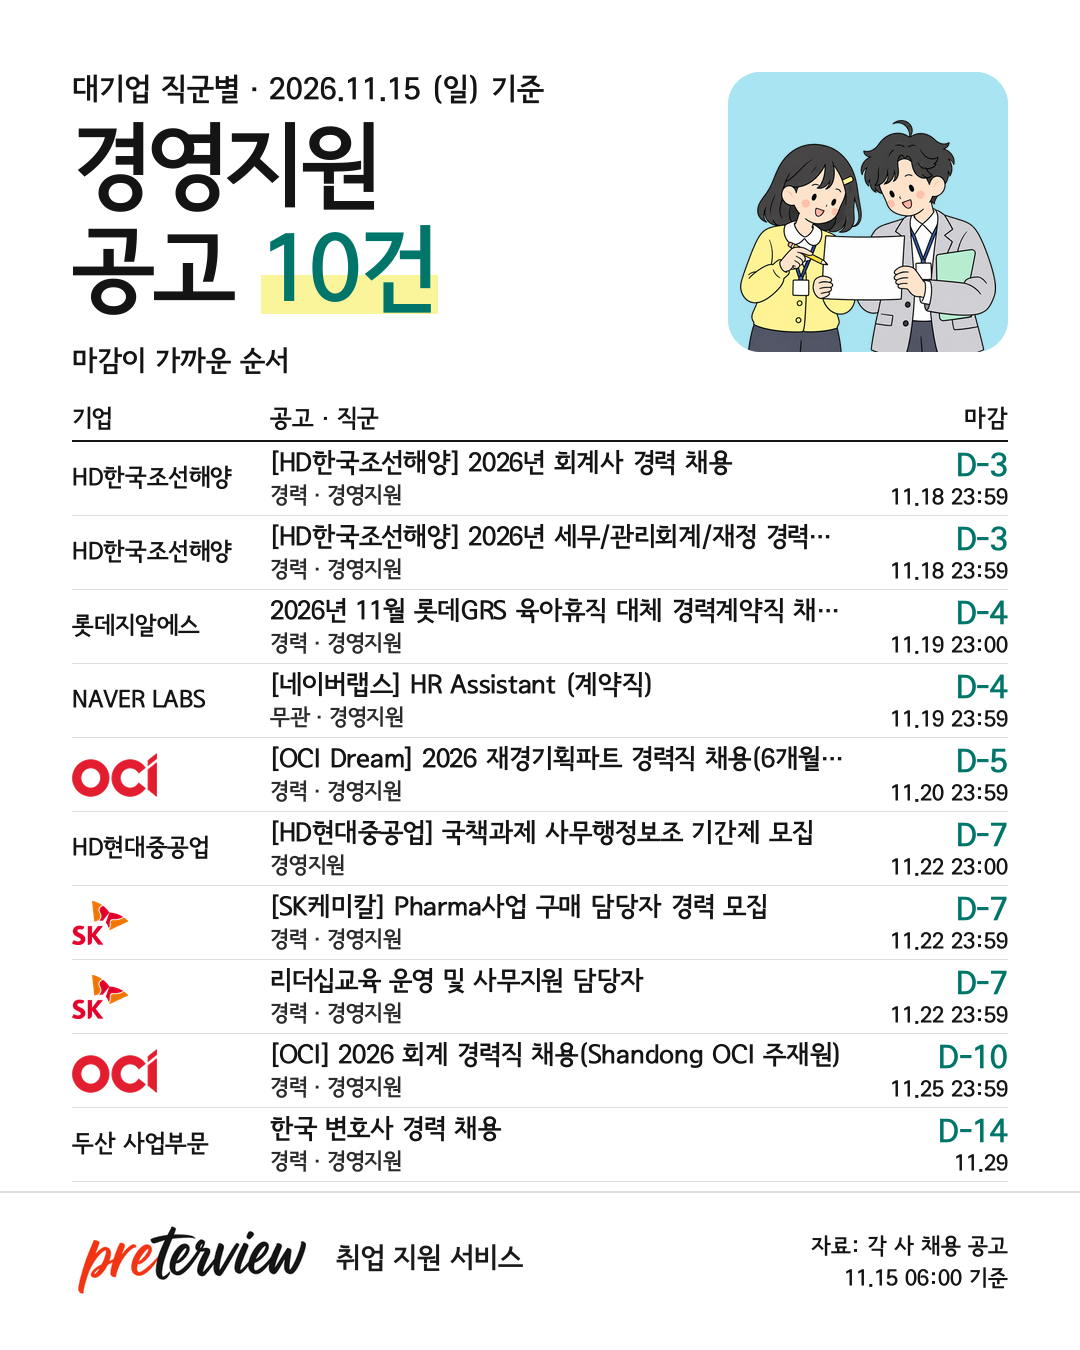 대기업 직군별 · 2026.11.15 (일) 기준
경영지원
공고 10건
마감이 가까운 순서
기업 공고 · 직군 마감
HD한국조선해양 [HD한국조선해양] 2026년 회계사 경력 채용 D-3
경력 · 경영지원 11.18 23:59
HD한국조선해양 [HD한국조선해양] 2026년 세무/관리회계/재정 경력… D-3
경력 · 경영지원 11.18 23:59
롯데지알에스 2026년 11월 롯데GRS 육아휴직 대체 경력계약직 채… D-4
경력 · 경영지원 11.19 23:00
NAVER LABS [네이버랩스] HR Assistant (계약직) D-4
무관 · 경영지원 11.19 23:59
OCI [OCI Dream] 2026 재경기획파트 경력직 채용(6개월… D-5
경력 · 경영지원 11.20 23:59
HD현대중공업 [HD현대중공업] 국책과제 사무행정보조 기간제 모집 D-7
경영지원 11.22 23:00
SK [SK케미칼] Pharma사업 구매 담당자 경력 모집 D-7
경력 · 경영지원 11.22 23:59
SK 리더십교육 운영 및 사무지원 담당자 D-7
경력 · 경영지원 11.22 23:59
OCI [OCI] 2026 회계 경력직 채용(Shandong OCI 주재원) D-10
경력 · 경영지원 11.25 23:59
두산 사업부문 한국 변호사 경력 채용 D-14
경력 · 경영지원 11.29
preterview 취업 지원 서비스
자료: 각 사 채용 공고
11.15 06:00 기준